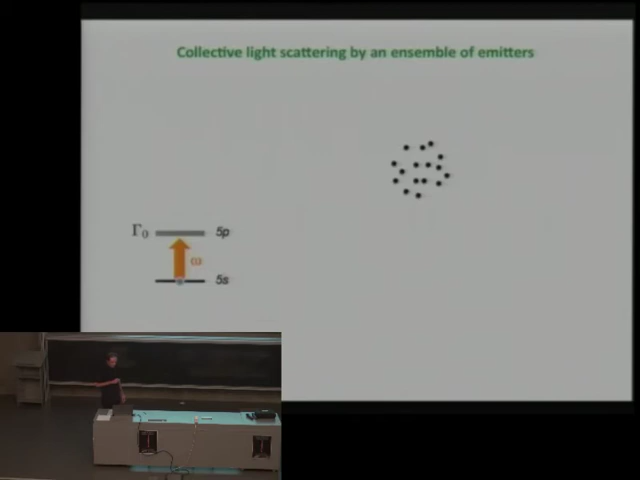 Collective light scattering by an ensemble of emitters
Γ₀ 5p
ω
5s